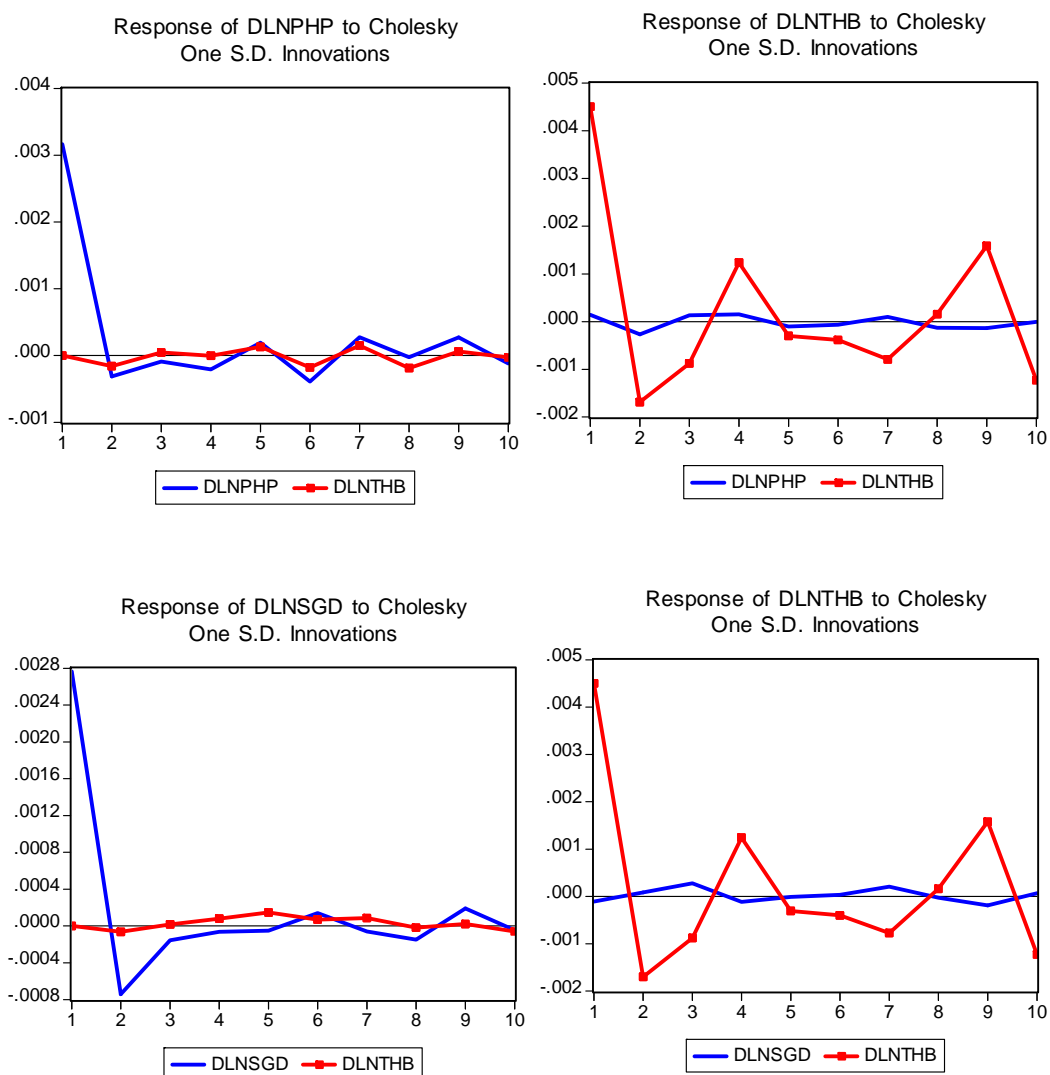 Response of DLNPHP to Cholesky
One S.D. Innovations
.004
.003
.002
.001
.000
-.001
1 2 3 4 5 6 7 8 9 10
DLNPHP DLNTHB
Response of DLNTHB to Cholesky
One S.D. Innovations
.005
.004
.003
.002
.001
.000
-.001
-.002
1 2 3 4 5 6 7 8 9 10
DLNPHP DLNTHB
Response of DLNSGD to Cholesky
One S.D. Innovations
.0028
.0024
.0020
.0016
.0012
.0008
.0004
.0000
-.0004
-.0008
1 2 3 4 5 6 7 8 9 10
DLNSGD DLNTHB
Response of DLNTHB to Cholesky
One S.D. Innovations
.005
.004
.003
.002
.001
.000
-.001
-.002
1 2 3 4 5 6 7 8 9 10
DLNSGD DLNTHB